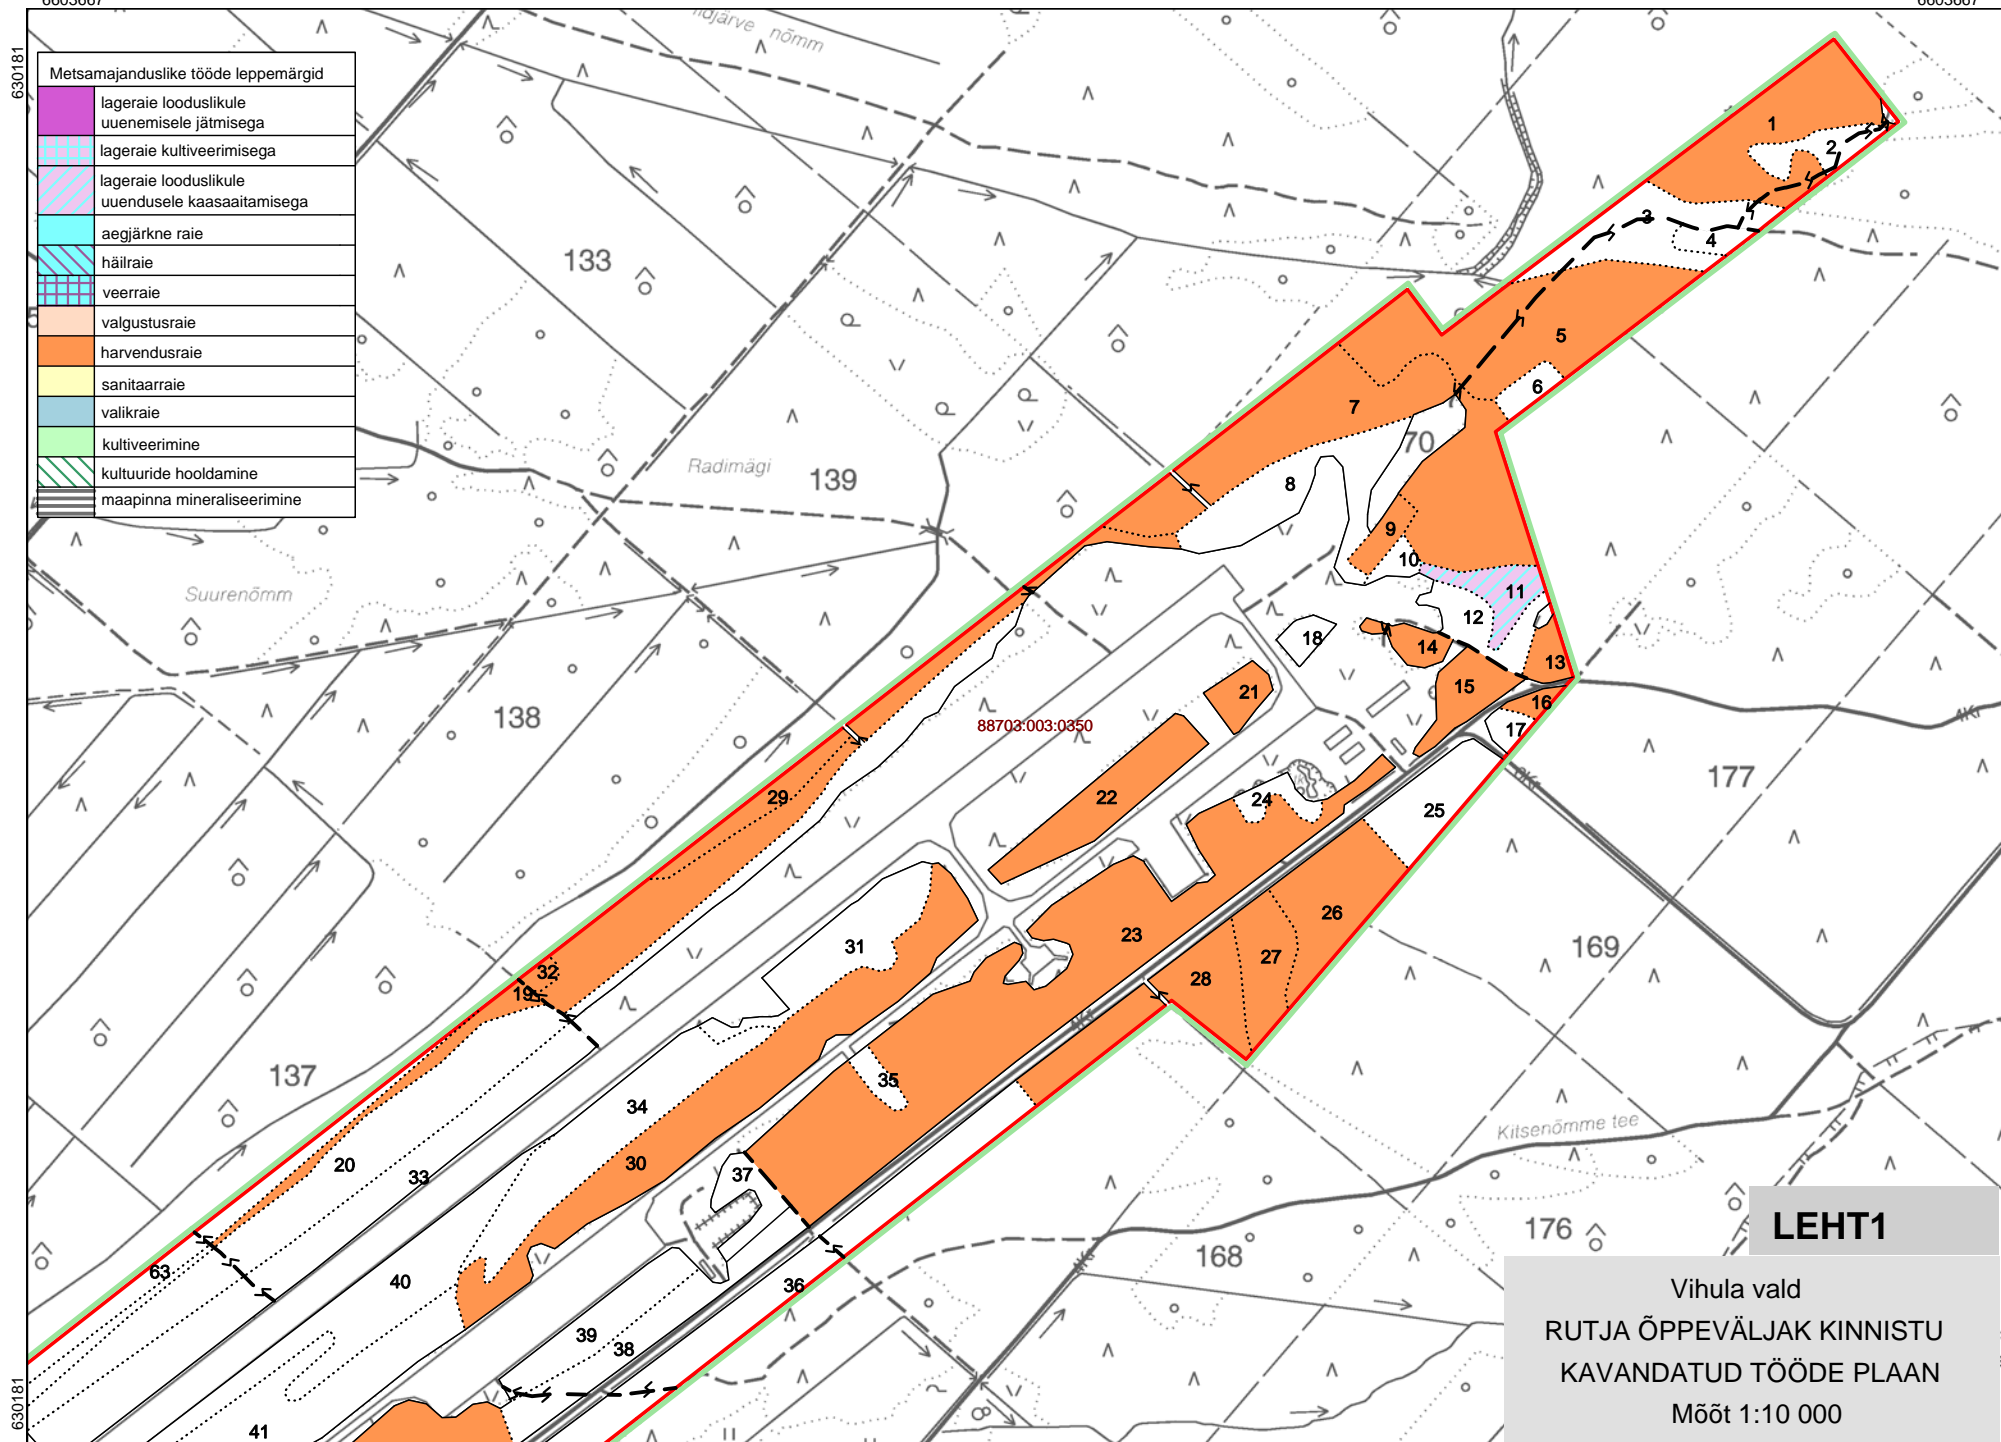 6603667
6603667
630181
Metsamajanduslike tööde leppemärgid
lageraie looduslikule
uuenemisele jätmisega
lageraie kultiveerimisega
lageraie looduslikule
uuendusele kaasaaitamisega
aegjärkne raie
häilraie
veerraie
valgustusraie
harvendusraie
sanitaarraie
valikraie
kultiveerimine
kultuuride hooldamine
maapinna mineraliseerimine
nõmm
1
2
3
4
133
5
6
7
70
8
Radimägi
139
9
10
11
12
Suurenõmm
18
14
13
15
16
17
21
138
88703:003:0350
177
29
22
24
25
26
23
31
169
27
28
32
19
137
35
34
Kitsenõmme tee
20
33
30
37
176
168
63
40
36
39
38
41
630181
LEHT1
Vihula vald
RUTJA ÕPPEVÄLJAK KINNISTU
KAVANDATUD TÖÖDE PLAAN
Mõõt 1:10 000